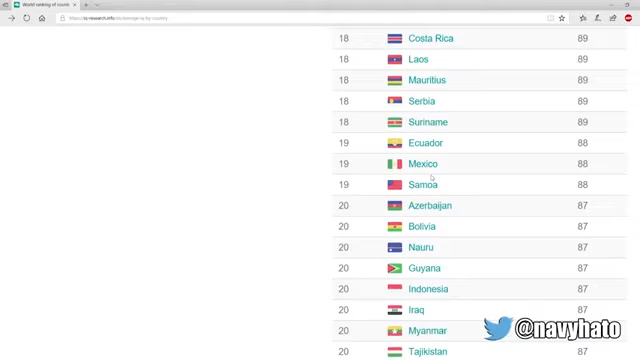 World ranking of countri
https://iq-research.info/en/average-iq-by-country
18 Costa Rica 89
18 Laos 89
18 Mauritius 89
18 Serbia 89
18 Suriname 89
19 Ecuador 88
19 Mexico 88
19 Samoa 88
20 Azerbaijan 87
20 Bolivia 87
20 Nauru 87
20 Guyana 87
20 Indonesia 87
20 Iraq
20 Myanmar
20 Tajikistan 87
@navyhato